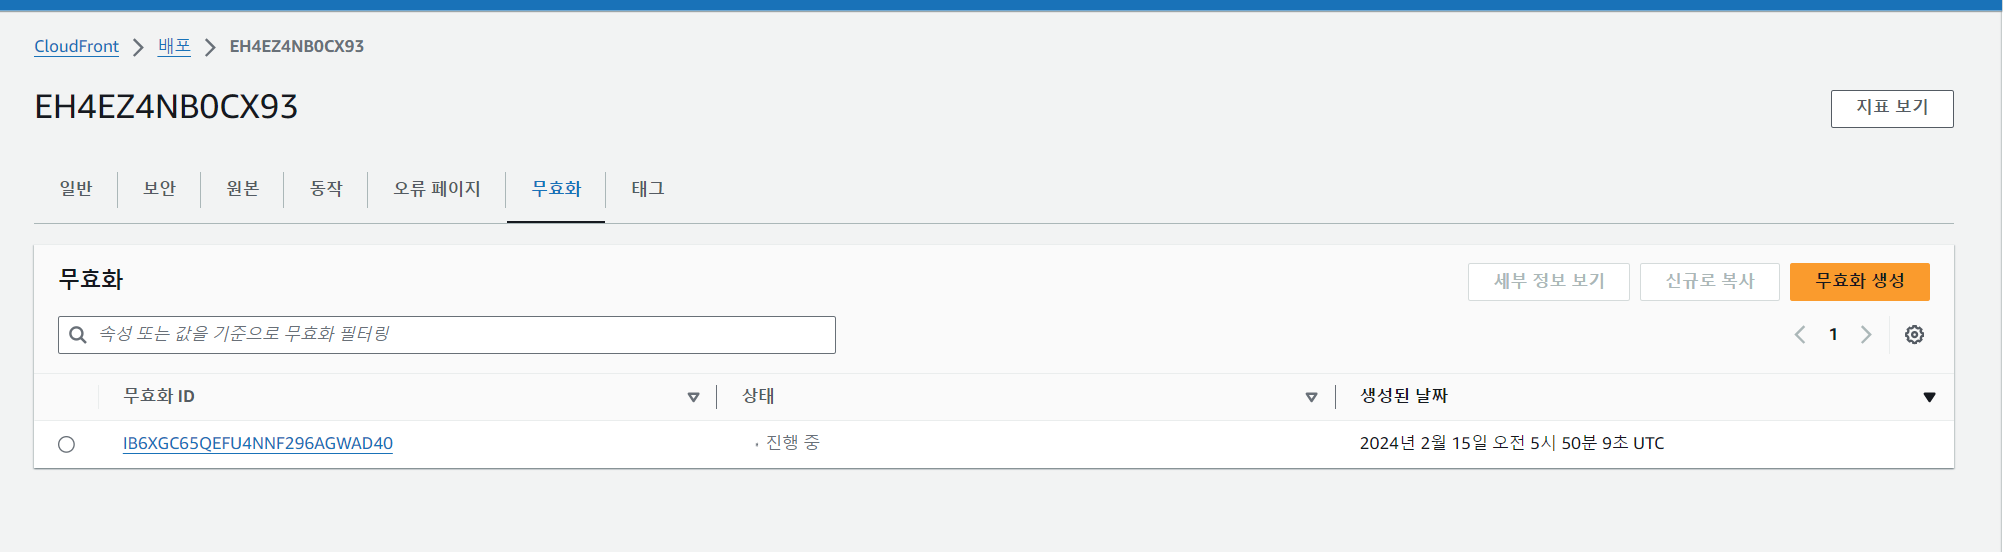 CloudFront > 배포 > EH4EZ4NB0CX93
EH4EZ4NB0CX93
지표 보기
일반 보안 원본 동작 오류 페이지 무효화 태그
무효화
세부 정보 보기 신규로 복사 무효화 생성
속성 또는 값을 기준으로 무효화 필터링
1
무효화 ID 상태 생성된 날짜
IB6XGC65QEFU4NNF296AGWAD40 진행 중 2024년 2월 15일 오전 5시 50분 9초 UTC